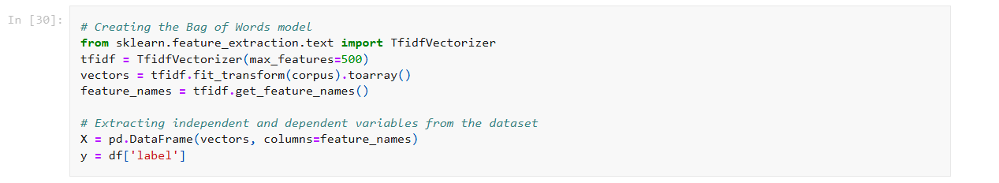 In [30]:
# Creating the Bag of Words model
from sklearn.feature_extraction.text import TfidfVectorizer
tfidf = TfidfVectorizer(max_features=500)
vectors = tfidf.fit_transform(corpus).toarray()
feature_names = tfidf.get_feature_names()
# Extracting independent and dependent variables from the dataset
X = pd.DataFrame(vectors, columns=feature_names)
y = df['label']